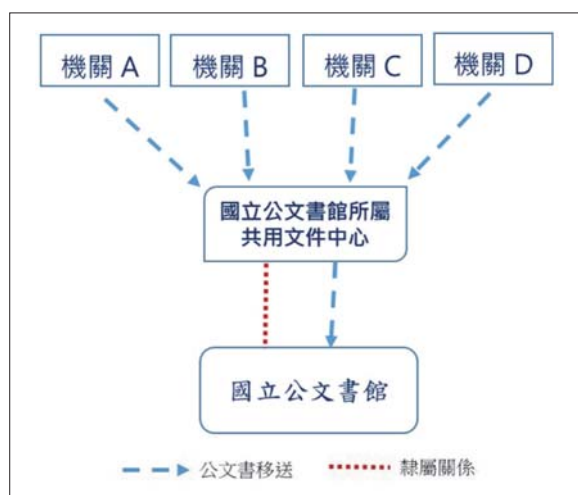 機關 A
機關 B
機關 C
機關 D
國立公文書館所屬
共用文件中心
國立公文書館
公文書移送
隸屬關係